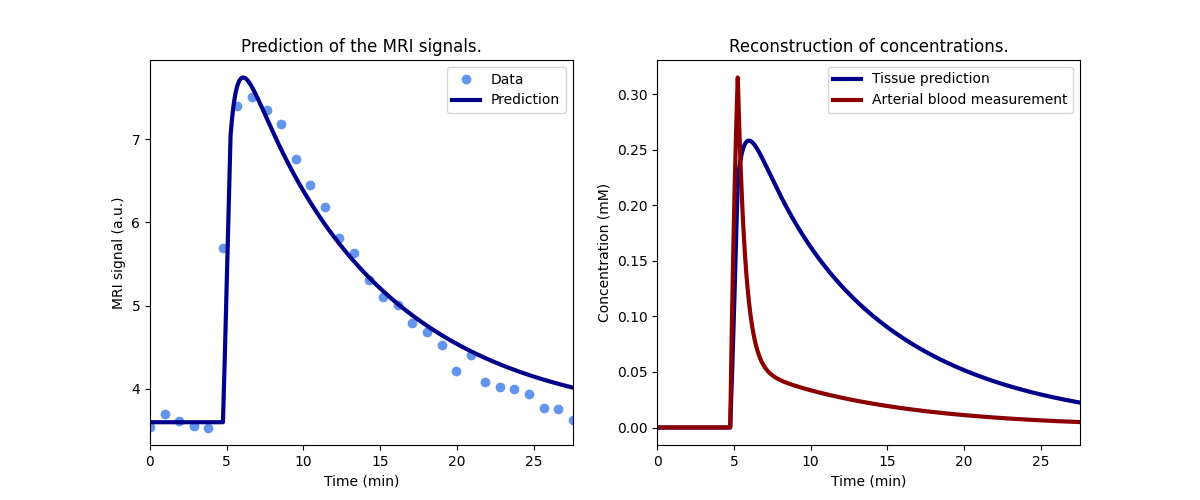 Prediction of the MRI signals.
Data
Prediction
MRI signal (a.u.)
7
6
5
4
0 5 10 15 20 25
Time (min)
Reconstruction of concentrations.
Tissue prediction
Arterial blood measurement
Concentration (mM)
0.30
0.25
0.20
0.15
0.10
0.05
0.00
0 5 10 15 20 25
Time (min)